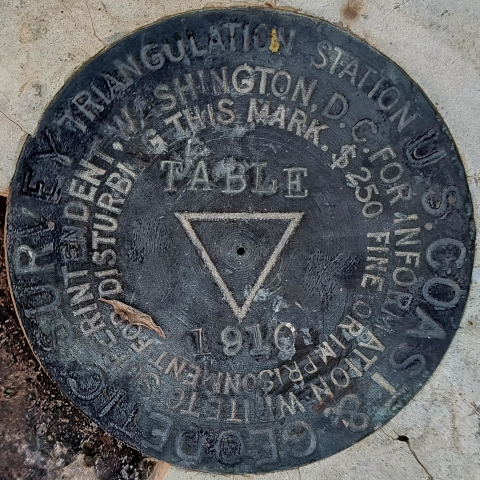 U.S. COAST & GEODETIC SURVEY
TRIANGULATION STATION
FOR INFORMATION WRITE TO SUPERINTENDENT, WASHINGTON, D.C.
$250 FINE OR IMPRISONMENT FOR DISTURBING THIS MARK.
TABLE
1910